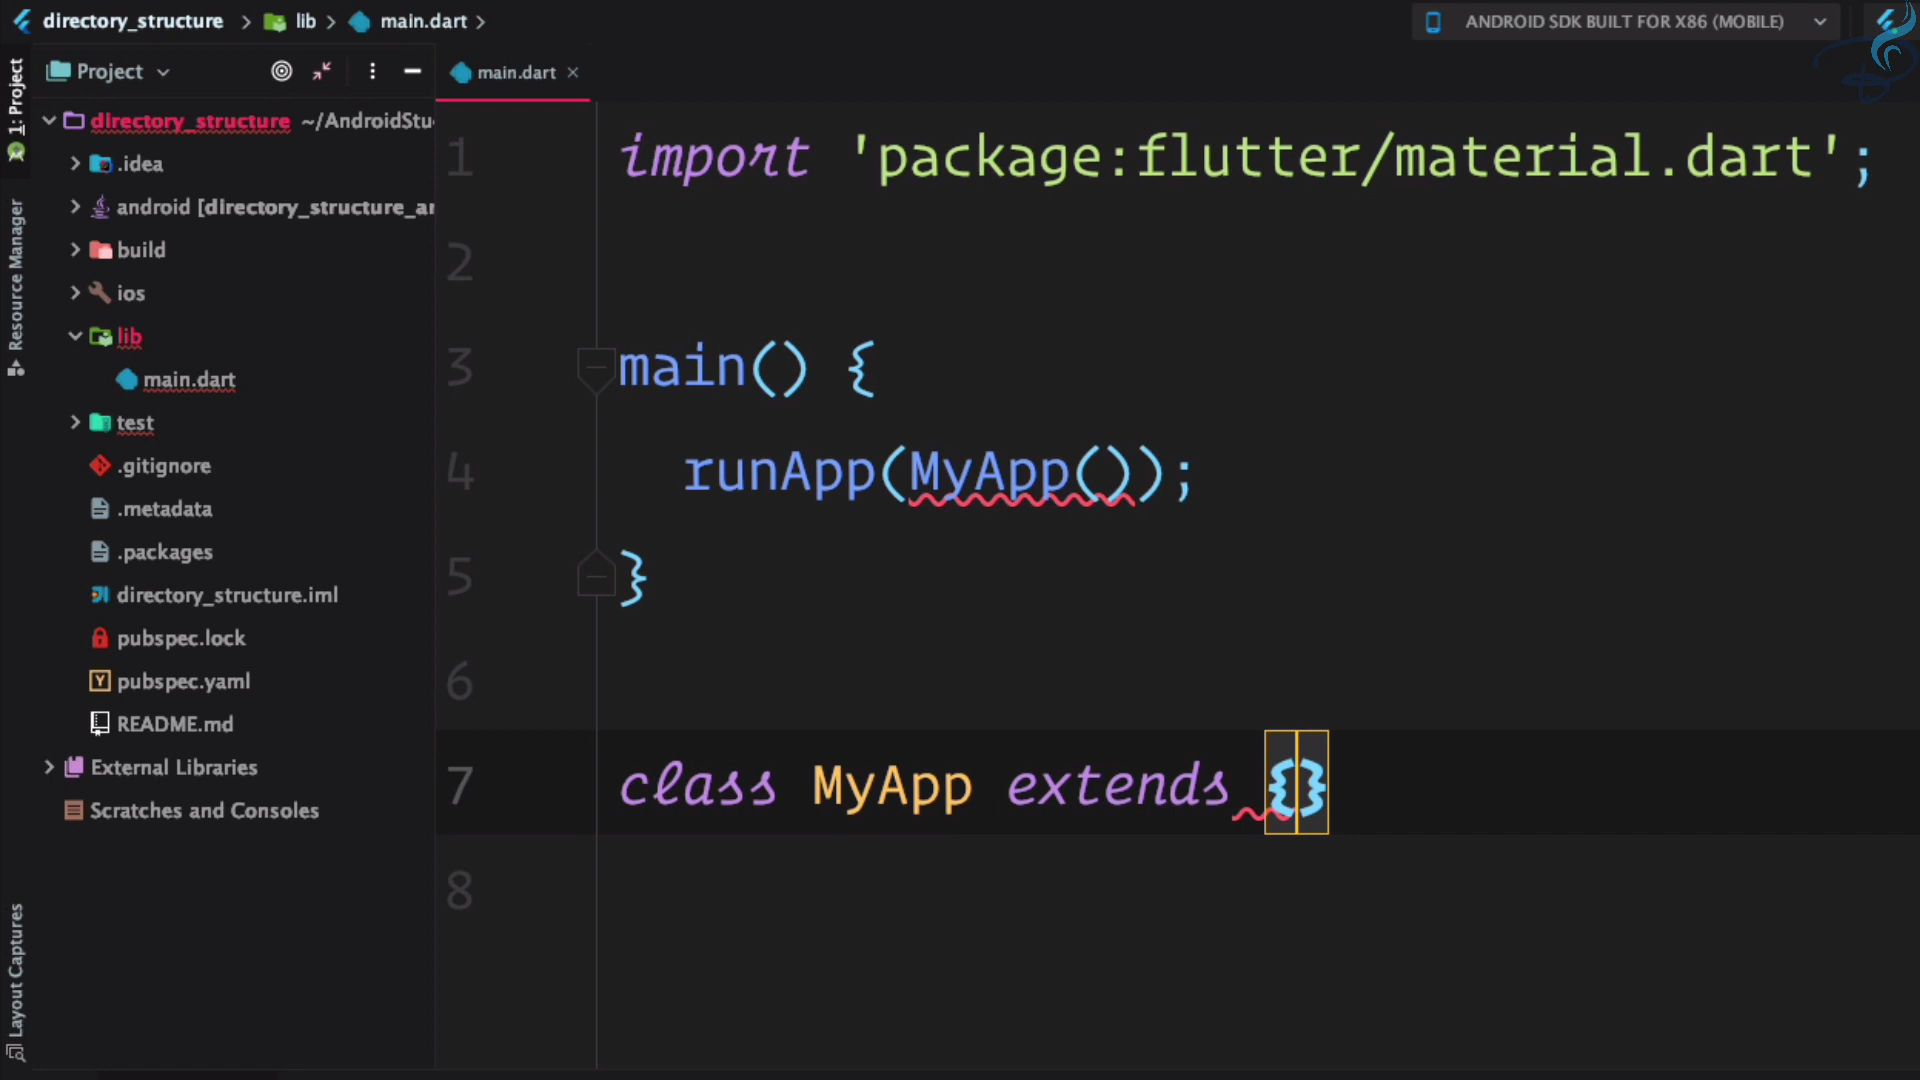 directory_structure > lib > main.dart >
ANDROID SDK BUILT FOR X86 (MOBILE)
1: Project
Resource Manager
Layout Captures
Project
directory_structure ~/AndroidStu
.idea
android [directory_structure_ar
build
ios
lib
main.dart
test
.gitignore
.metadata
.packages
directory_structure.iml
pubspec.lock
pubspec.yaml
README.md
External Libraries
Scratches and Consoles
main.dart ×
1 import 'package:flutter/material.dart';
2
3 main() {
4 runApp(MyApp());
5 }
6
7 class MyApp extends {}
8